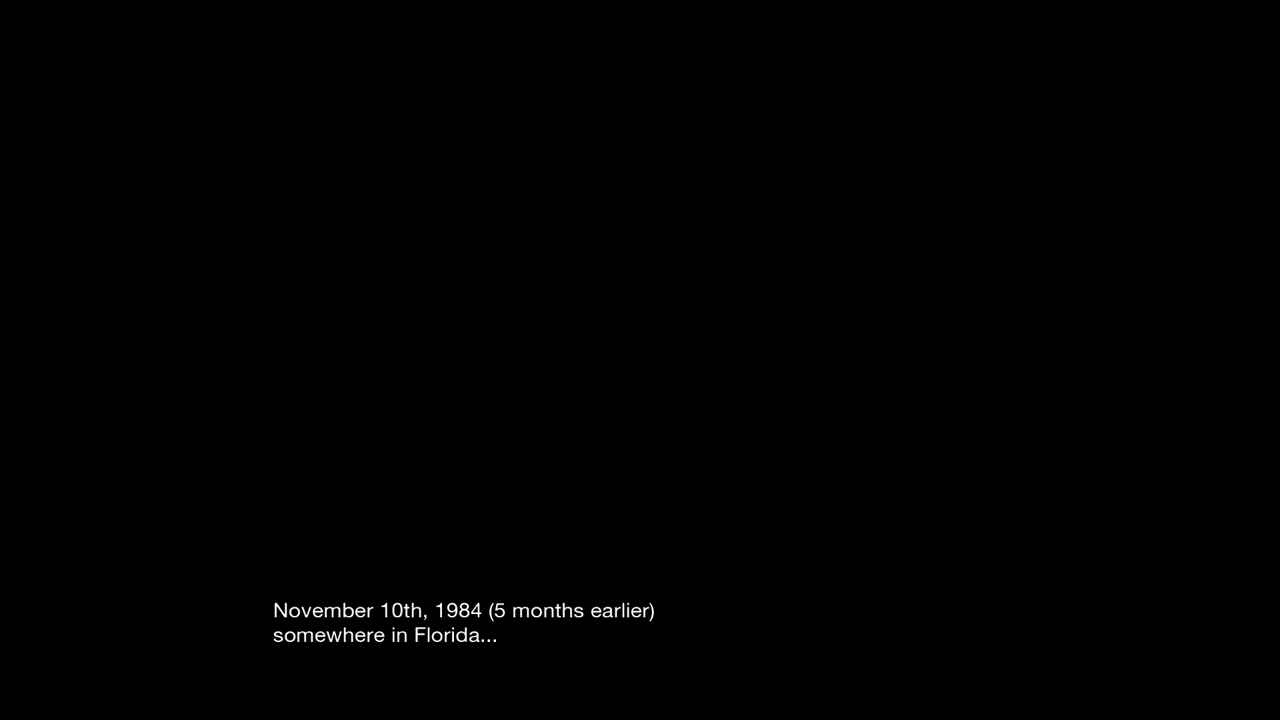 November 10th, 1984 (5 months earlier)
somewhere in Florida...